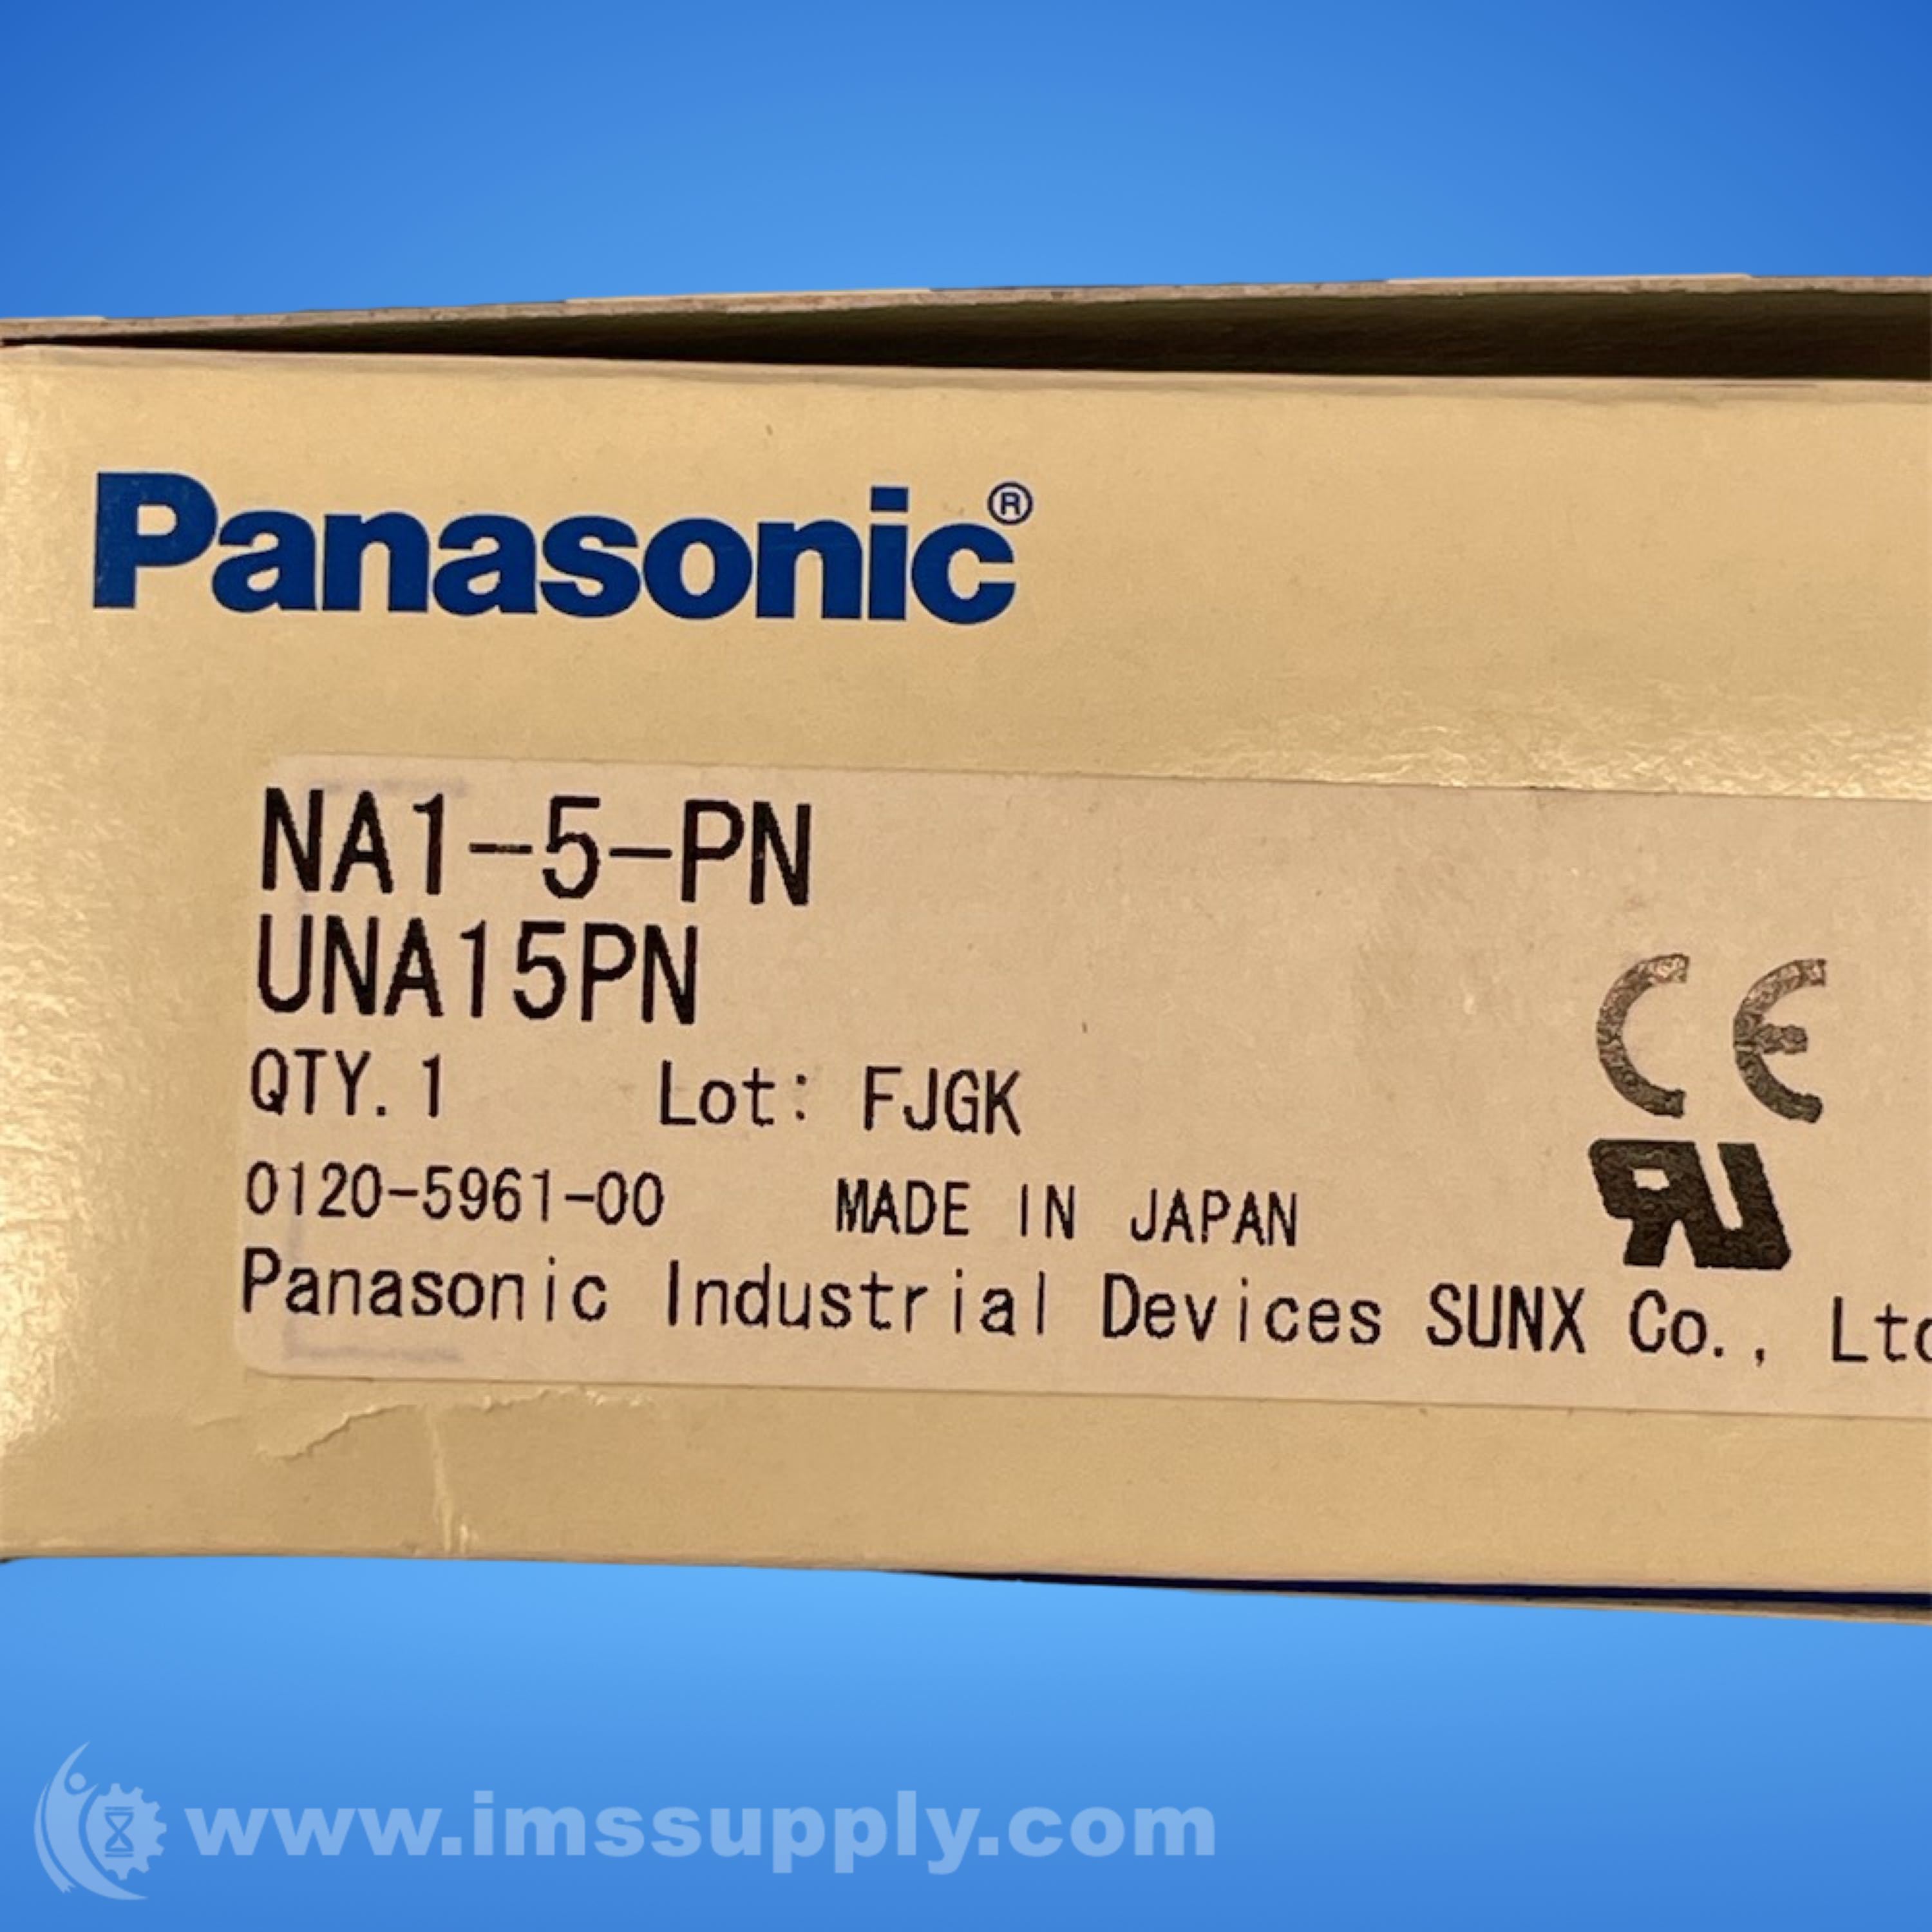 Panasonic®
NA1-5-PN
UNA15PN
QTY. 1 Lot: FJGK
CE
0120-5961-00 MADE IN JAPAN
Panasonic Industrial Devices SUNX Co., Ltd
www.imssupply.com